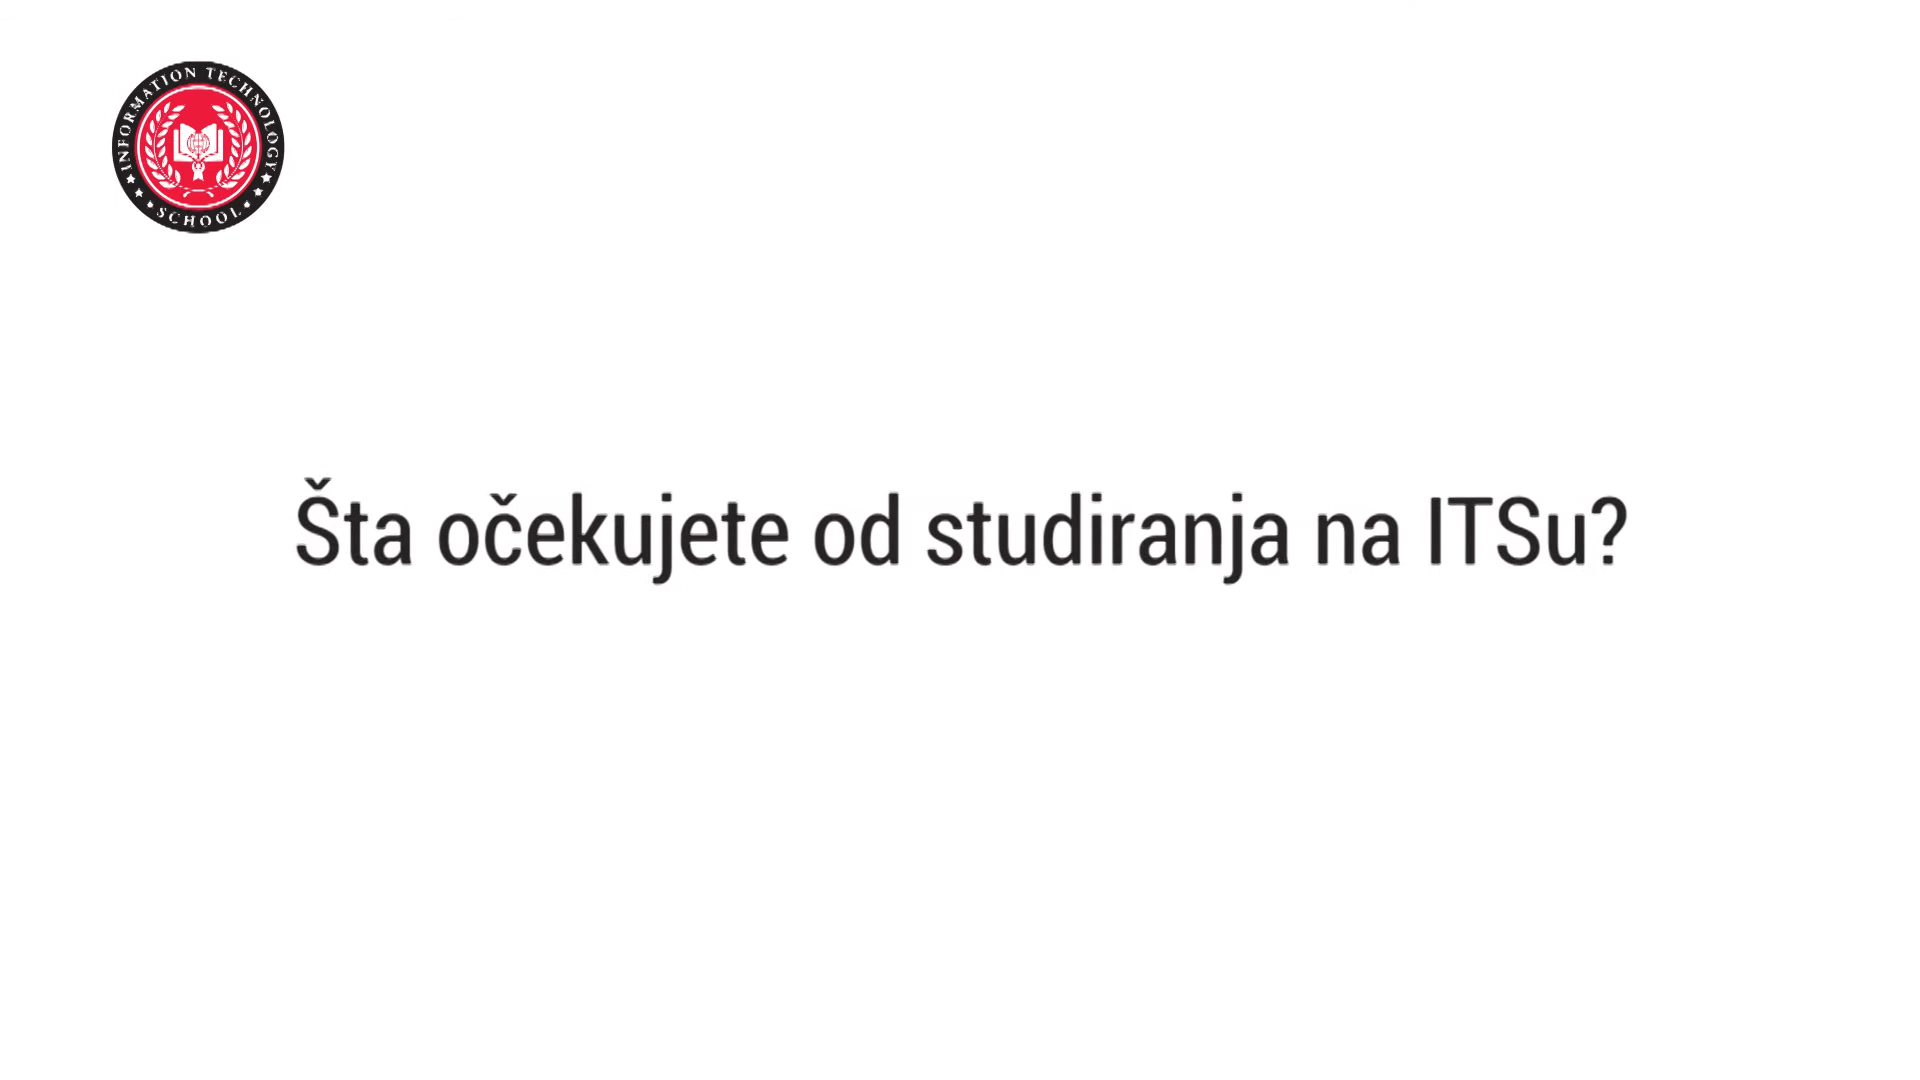 INFORMATION TECHNOLOGY
SCHOOL
Šta očekujete od studiranja na ITSu?